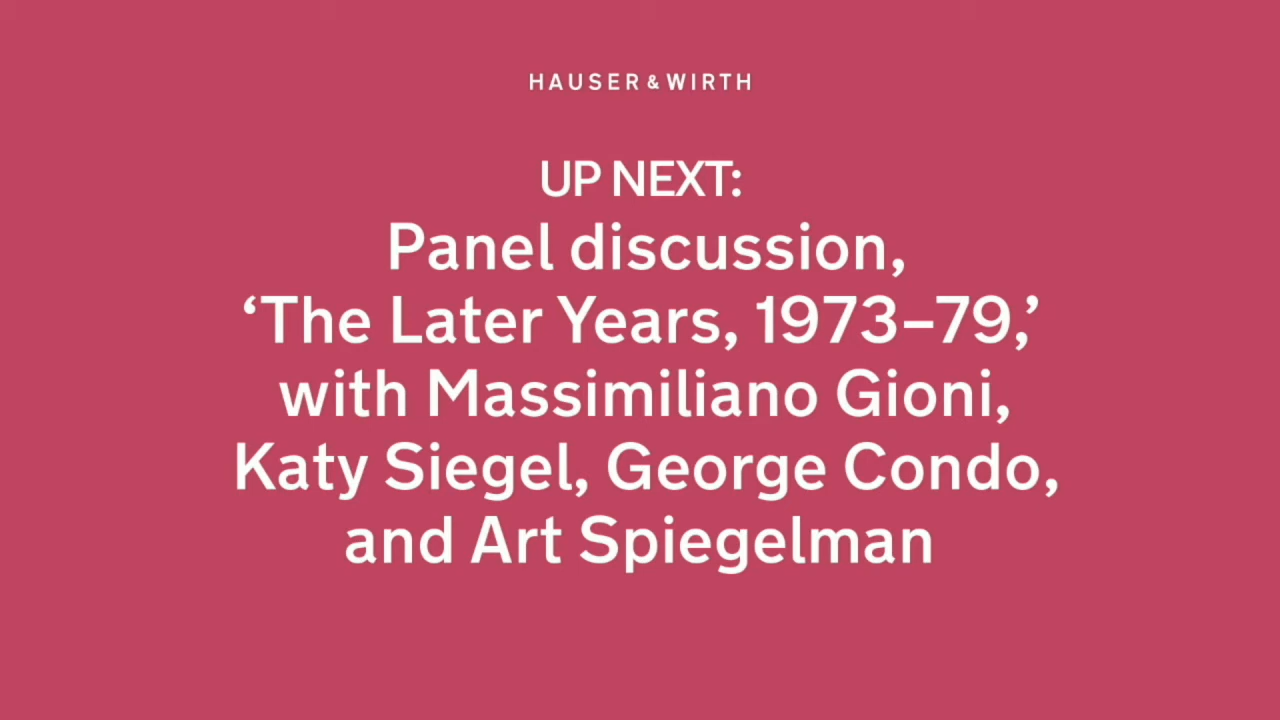 HAUSER & WIRTH
UP NEXT:
Panel discussion,
‘The Later Years, 1973–79,’
with Massimiliano Gioni,
Katy Siegel, George Condo,
and Art Spiegelman